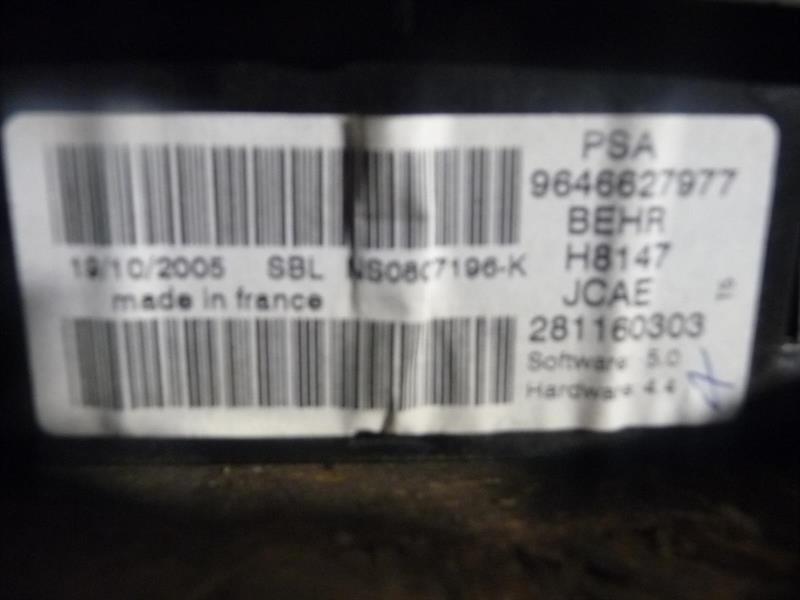 PSA
9646627977
BEHR
H8147
JCAE
281160303
Software: 5.0
Hardware: 4.4
19/10/2005 SBL
made in france